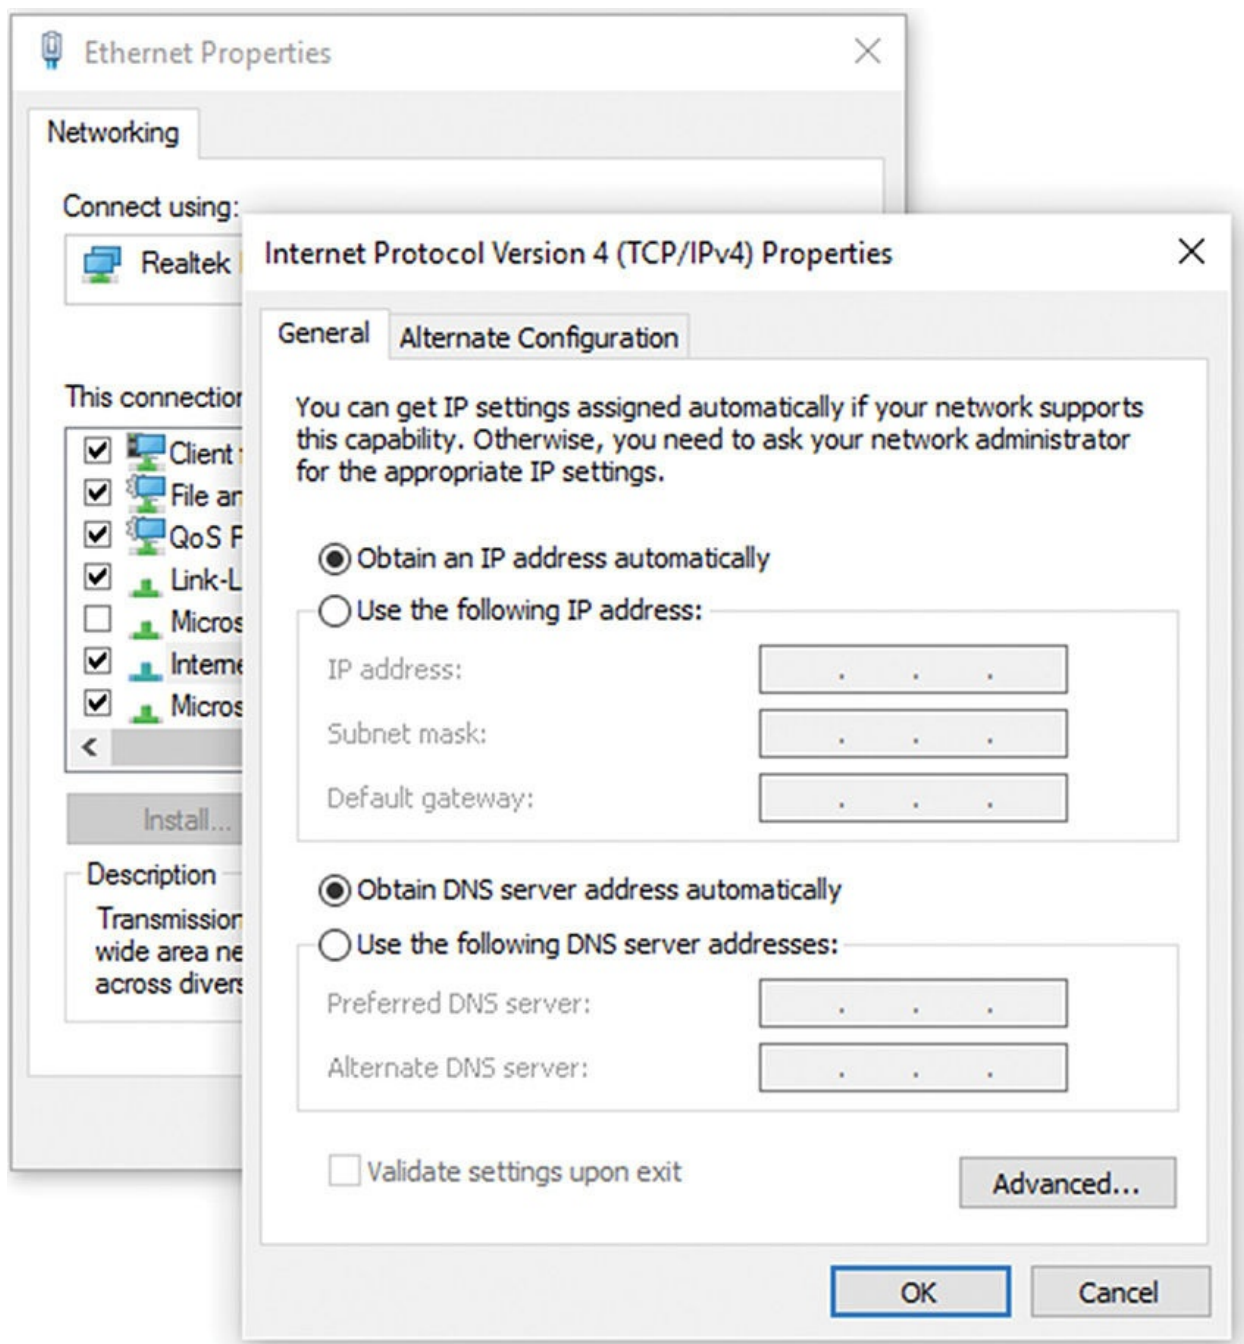 Ethernet Properties
Networking
Connect using:
Realtek
This connection
Client
File an
QoS P
Link-L
Micros
Interne
Micros
Install...
Description
Transmission
wide area ne
across divers
Internet Protocol Version 4 (TCP/IPv4) Properties
General
Alternate Configuration
You can get IP settings assigned automatically if your network supports
this capability. Otherwise, you need to ask your network administrator
for the appropriate IP settings.
Obtain an IP address automatically
Use the following IP address:
IP address:
Subnet mask:
Default gateway:
Obtain DNS server address automatically
Use the following DNS server addresses:
Preferred DNS server:
Alternate DNS server:
Validate settings upon exit
Advanced...
OK
Cancel